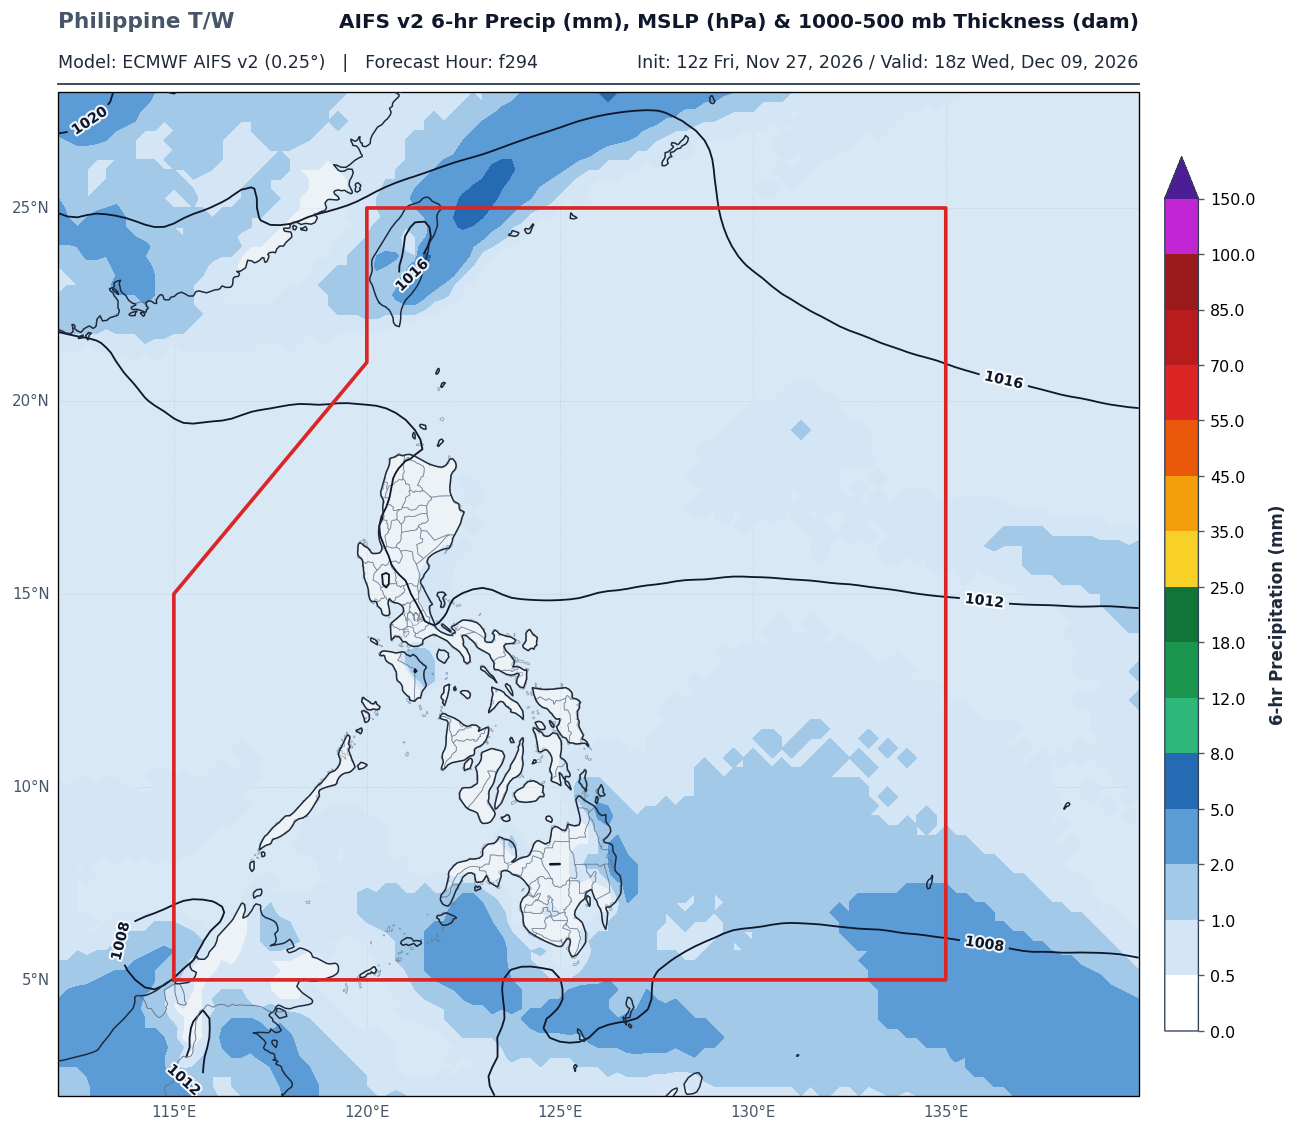 Philippine T/W
AIFS v2 6-hr Precip (mm), MSLP (hPa) & 1000-500 mb Thickness (dam)
Model: ECMWF AIFS v2 (0.25°) | Forecast Hour: f294
Init: 12z Fri, Nov 27, 2026 / Valid: 18z Wed, Dec 09, 2026
1020
1016
1016
1012
1008
1008
1012
25°N
20°N
15°N
10°N
5°N
115°E
120°E
125°E
130°E
135°E
150.0
100.0
85.0
70.0
55.0
45.0
35.0
25.0
18.0
12.0
8.0
5.0
2.0
1.0
0.5
0.0
6-hr Precipitation (mm)